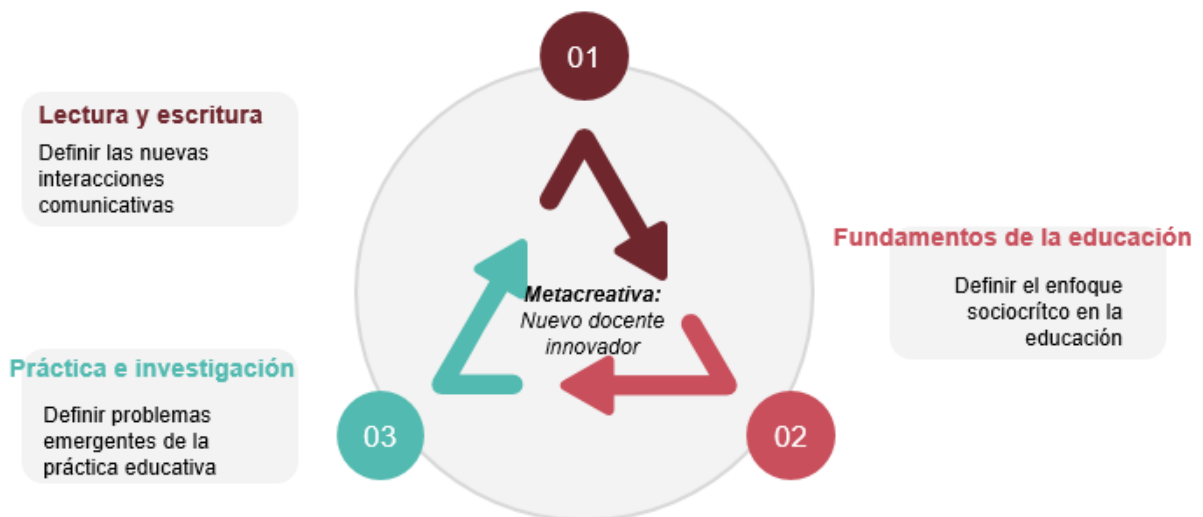 01
Lectura y escritura
Definir las nuevas
interacciones
comunicativas
Fundamentos de la educación
Definir el enfoque
sociocrítco en la
educación
Metacreativa:
Nuevo docente
innovador
Práctica e investigación
Definir problemas
emergentes de la
práctica educativa
03
02